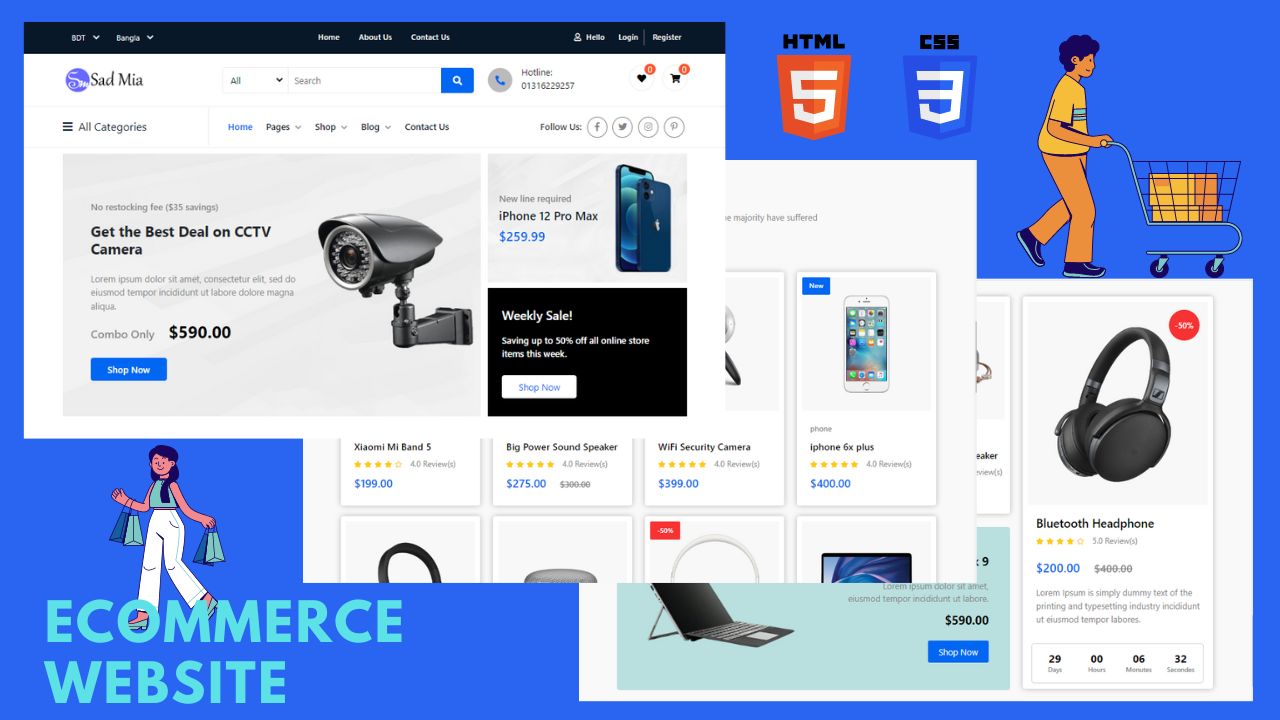 BDT
Bangla
Home
About Us
Contact Us
Hello
Login
Register
Sad Mia
All
Search
Hotline:
01316229257
0
0
All Categories
Home
Pages
Shop
Blog
Contact Us
Follow Us:
No restocking fee ($35 savings)
Get the Best Deal on CCTV
Camera
Lorem ipsum dolor sit amet, consectetur elit, sed do
eiusmod tempor incididunt ut labore dolore magna
aliqua.
Combo Only $590.00
Shop Now
New line required
iPhone 12 Pro Max
$259.99
Weekly Sale!
Saving up to 50% off all online store
items this week.
Shop Now
HTML
5
CSS
3
majority have suffered
New
phone
Xiaomi Mi Band 5
4.0 Review(s)
$199.00
Big Power Sound Speaker
4.0 Review(s)
$275.00 $300.00
WiFi Security Camera
4.0 Review(s)
$399.00
iphone 6x plus
4.0 Review(s)
$400.00
-50%
-50%
Bluetooth Headphone
5.0 Review(s)
$200.00 $400.00
Lorem Ipsum is simply dummy text of the
printing and typesetting industry incididunt
ut eiusmod tempor labores.
29
Days
00
Hours
06
Monutes
32
Secondes
9
Lorem ipsum dolor sit amet,
eiusmod tempor incididunt ut labore.
$590.00
Shop Now
ECOMMERCE
WEBSITE